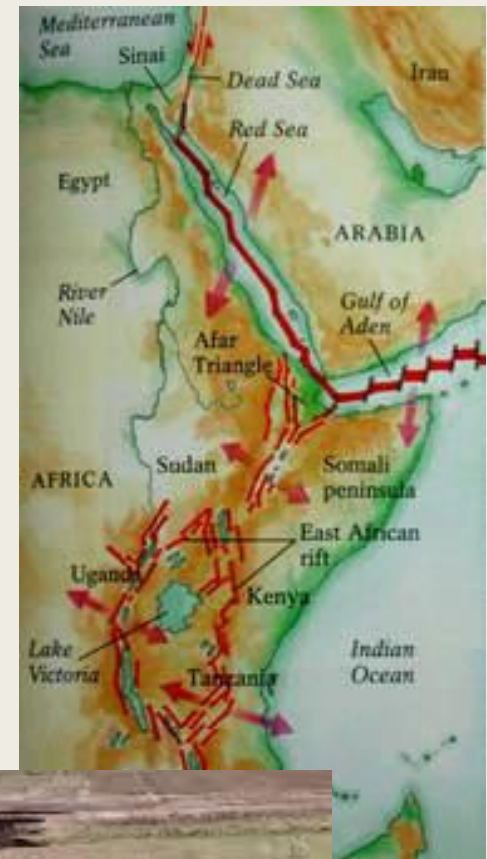 Mediterranean
Sea
Sinai
Dead Sea
Iran
Red Sea
Egypt
ARABIA
River
Nile
Gulf of
Aden
Afar
Triangle
Sudan
Somali
peninsula
AFRICA
East African
rift
Uganda
Kenya
Lake
Victoria
Indian
Ocean
Tanzania